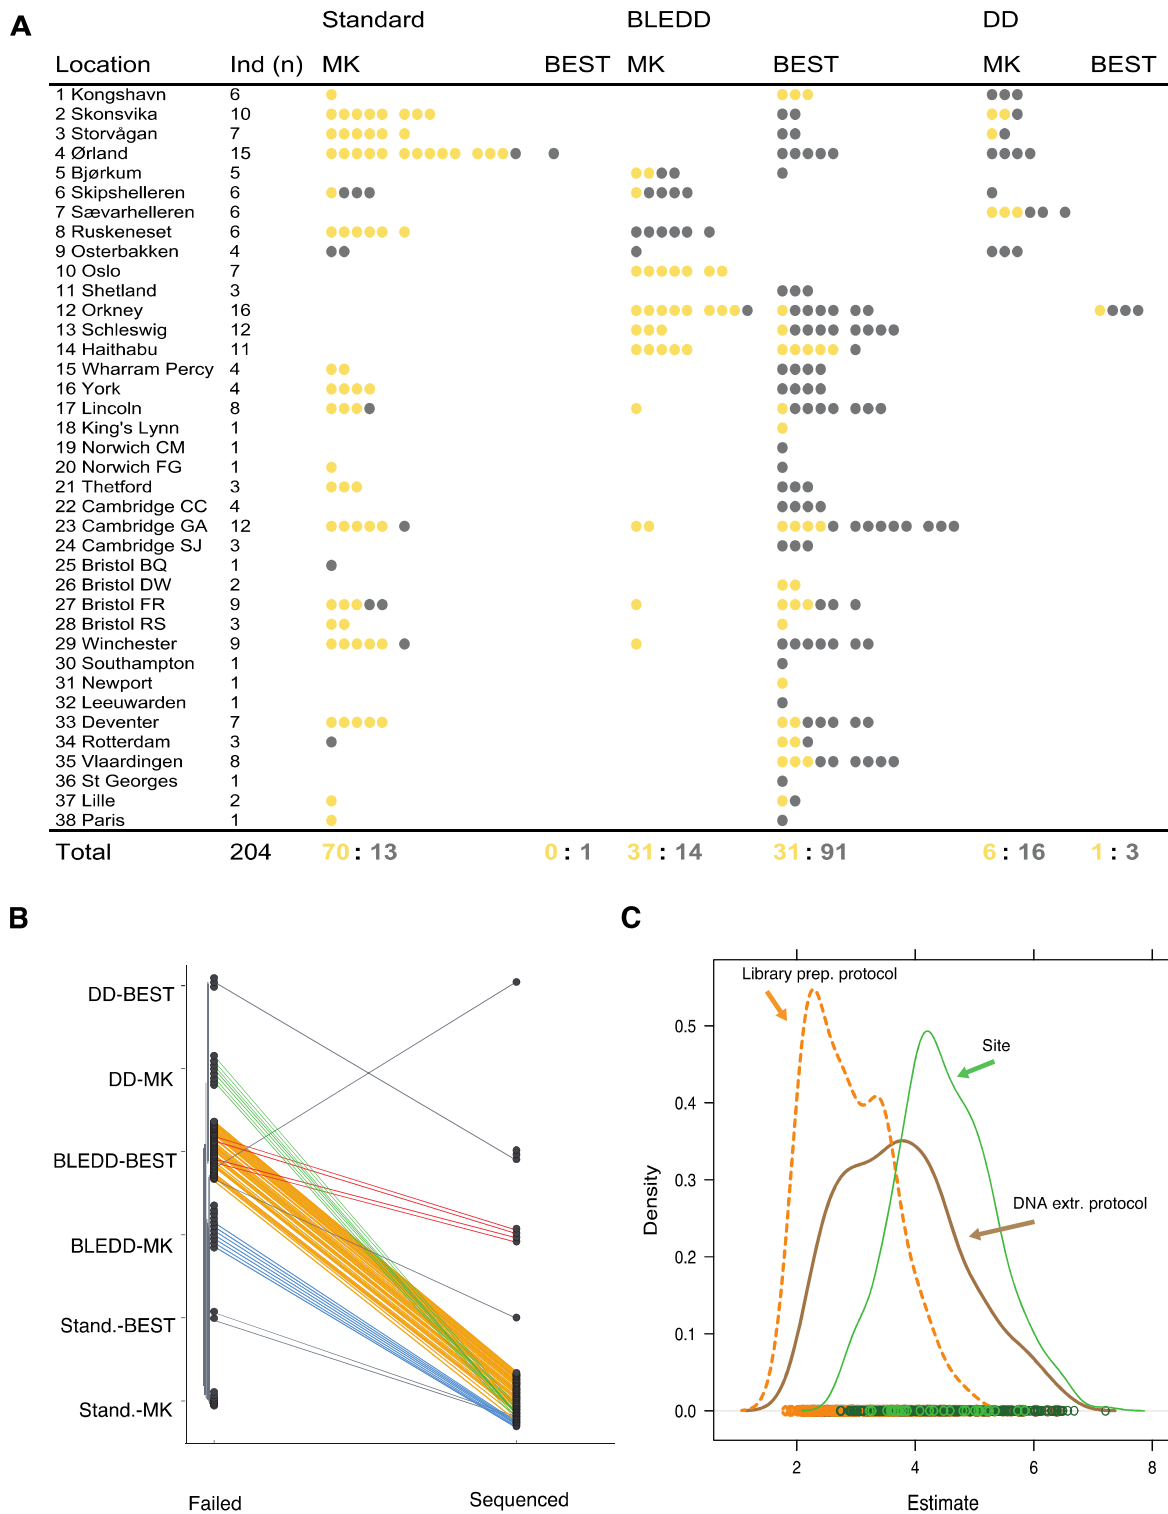 A
Standard BLEDD DD
Location Ind (n) MK BEST MK BEST MK BEST
1 Kongshavn 6
2 Skonsvika 10
3 Storvågan 7
4 Ørland 15
5 Bjørkum 5
6 Skipshelleren 6
7 Sævarhelleren 6
8 Ruskeneset 6
9 Osterbakken 4
10 Oslo 7
11 Shetland 3
12 Orkney 16
13 Schleswig 12
14 Haithabu 11
15 Wharram Percy 4
16 York 4
17 Lincoln 8
18 King's Lynn 1
19 Norwich CM 1
20 Norwich FG 1
21 Thetford 3
22 Cambridge CC 4
23 Cambridge GA 12
24 Cambridge SJ 3
25 Bristol BQ 1
26 Bristol DW 2
27 Bristol FR 9
28 Bristol RS 3
29 Winchester 9
30 Southampton 1
31 Newport 1
32 Leeuwarden 1
33 Deventer 7
34 Rotterdam 3
35 Vlaardingen 8
36 St Georges 1
37 Lille 2
38 Paris 1
Total 204 70 : 13 0 : 1 31 : 14 31 : 91 6 : 16 1 : 3
B
DD-BEST
DD-MK
BLEDD-BEST
BLEDD-MK
Stand.-BEST
Stand.-MK
Failed Sequenced
C
Library prep. protocol
Site
DNA extr. protocol
Density
0.5
0.4
0.3
0.2
0.1
0.0
2 4 6 8
Estimate